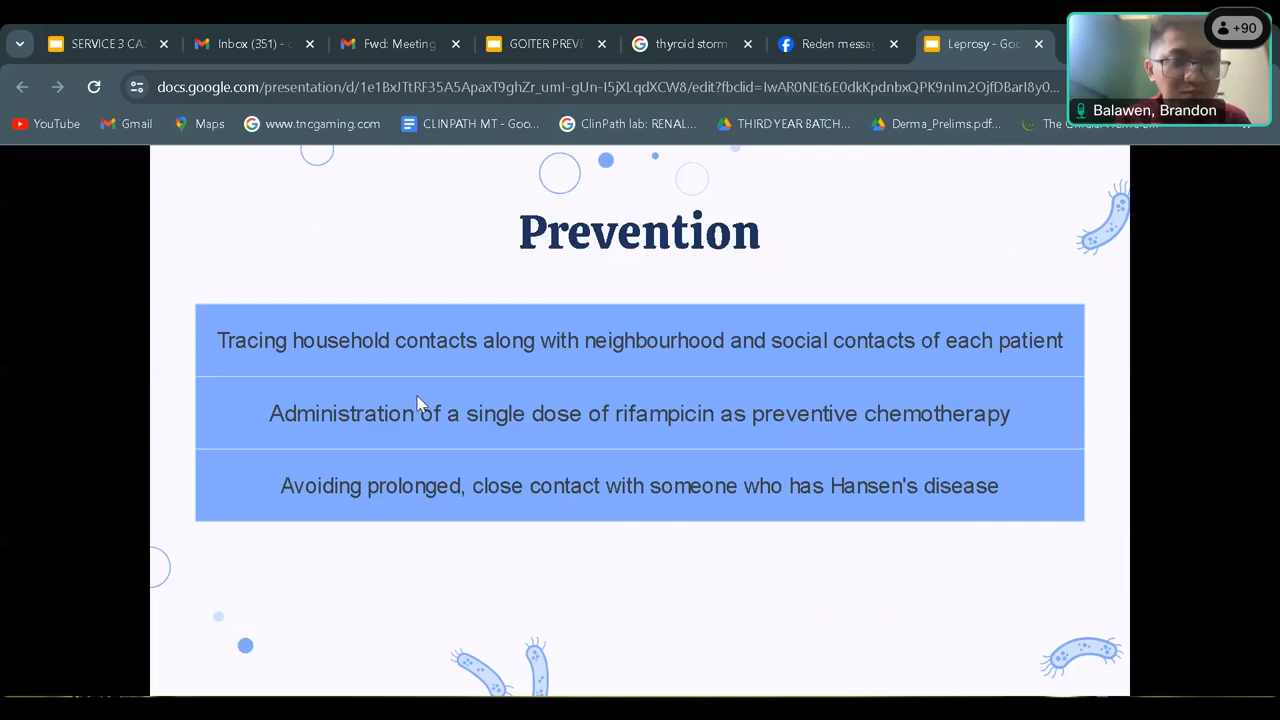 SERVICE 3 CA
Inbox (351) -
Fwd: Meeting
GOITER PREV
thyroid storm
Reden messa
Leprosy - Goo
+90
docs.google.com/presentation/d/1e1BxJTtRF35A5ApaxT9ghZr_umI-gUn-I5jXLqdXCW8/edit?fbclid=IwAR0NEt6E0dkKpdnbxQPK9nIm2OjfDBarI8y0...
Balawen, Brandon
YouTube
Gmail
Maps
www.tncgaming.com
CLINPATH MT - Goo...
ClinPath lab: RENAL...
THIRD YEAR BATCH...
Derma_Prelims.pdf...
Prevention
Tracing household contacts along with neighbourhood and social contacts of each patient
Administration of a single dose of rifampicin as preventive chemotherapy
Avoiding prolonged, close contact with someone who has Hansen's disease